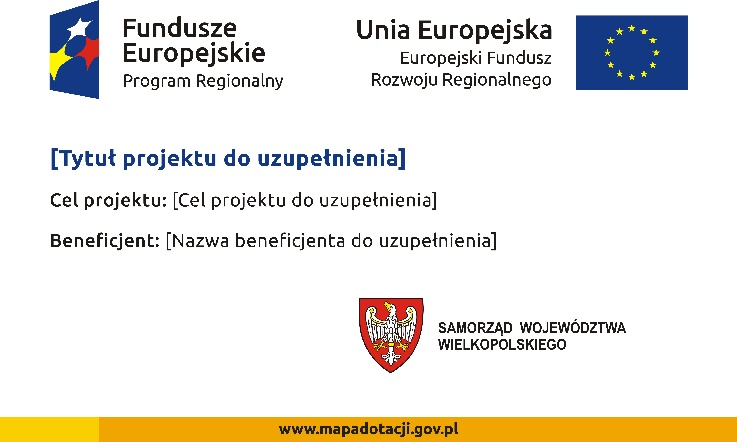 Fundusze
Europejskie
Program Regionalny
Unia Europejska
Europejski Fundusz
Rozwoju Regionalnego
[Tytuł projektu do uzupełnienia]
Cel projektu: [Cel projektu do uzupełnienia]
Beneficjent: [Nazwa beneficjenta do uzupełnienia]
SAMORZĄD WOJEWÓDZTWA
WIELKOPOLSKIEGO
www.mapadotacji.gov.pl